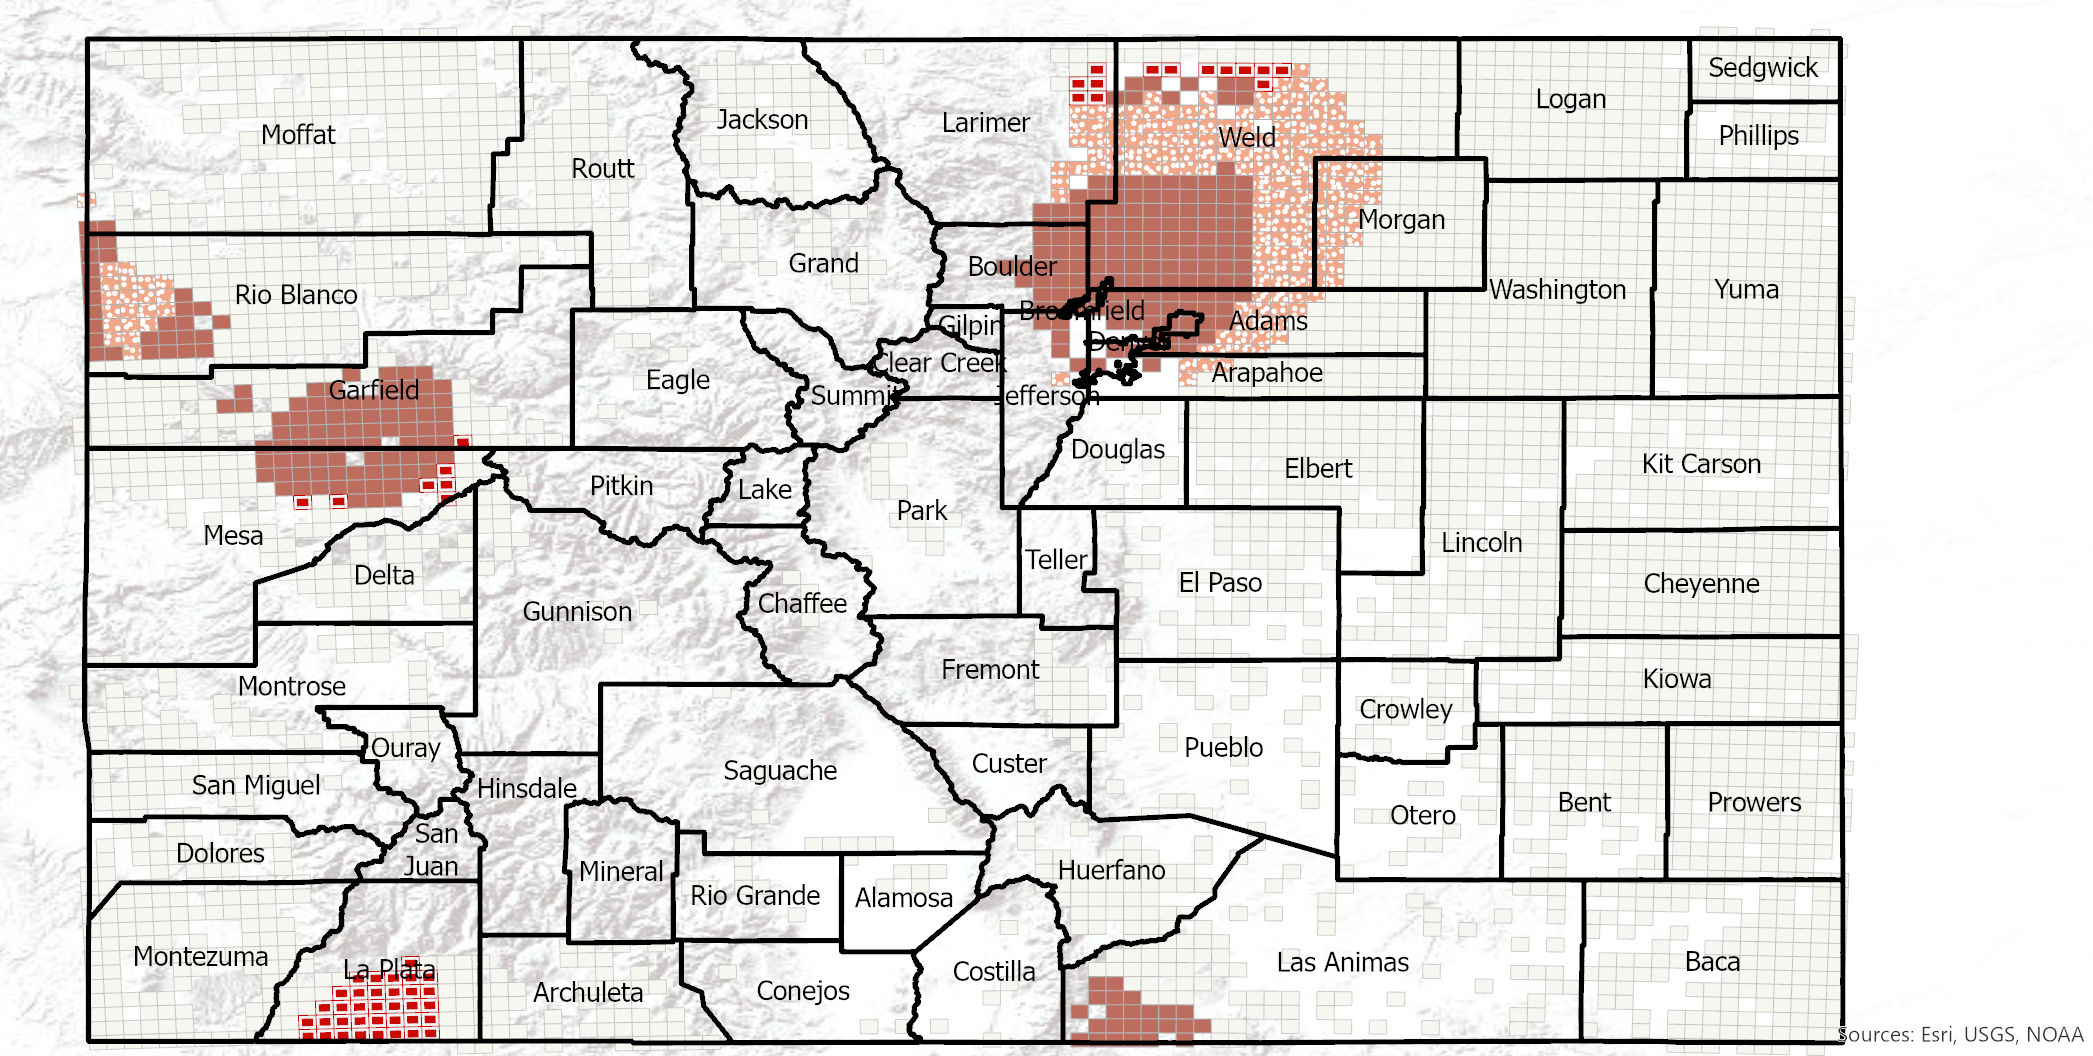 Sedgwick
Logan
Jackson
Larimer
Moffat
Weld
Phillips
Routt
Morgan
Grand
Boulder
Rio Blanco
Washington
Yuma
Broomfield
Gilpin
Adams
Denver
Clear Creek
Arapahoe
Eagle
Garfield
Summit
Jefferson
Douglas
Kit Carson
Elbert
Pitkin
Lake
Park
Mesa
Lincoln
Teller
Delta
El Paso
Cheyenne
Chaffee
Gunnison
Fremont
Kiowa
Montrose
Crowley
Ouray
Pueblo
Custer
Saguache
San Miguel
Hinsdale
Bent
Prowers
Otero
San
Juan
Dolores
Mineral
Huerfano
Rio Grande
Alamosa
Montezuma
La Plata
Las Animas
Baca
Costilla
Archuleta
Conejos
Sources: Esri, USGS, NOAA